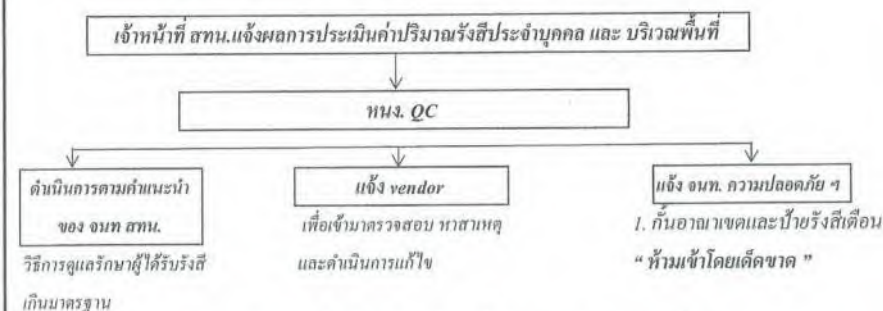 เจ้าหน้าที่ สทน.แจ้งผลการประเมินค่าปริมาณรังสีประจำบุคคล และ บริเวณพื้นที่
หนง. QC
ดำเนินการตามคำแนะนำ
ของ จนท สทน.
วิธีการดูแลรักษาผู้ได้รับรังสี
เกินมาตรฐาน
แจ้ง vendor
เพื่อเข้ามาตรวจสอบ หาสาเหตุ
และดำเนินการแก้ไข
แจ้ง จนท. ความปลอดภัย ฯ
1. กั้นอาณาเขตและป้ายรังสีเตือน
“ ห้ามเข้าโดยเด็ดขาด ”